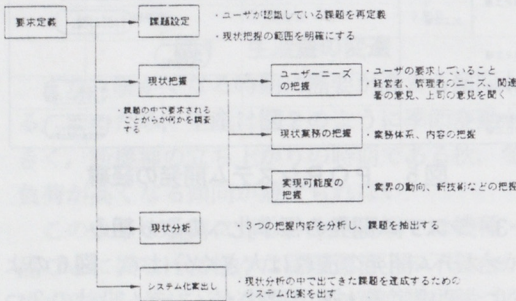 要求定義
課題設定
・ユーザが認識している課題を再定義
・現状把握の範囲を明確にする
現状把握
・課題の中で要求される
ことがらが何かを調査
する
ユーザーニーズ
の把握
・ユーザの要求していること
・経営者、管理者のニーズ、関連
者の意見、上司の意見を聞く
現状業務の把握
・業務体系、内容の把握
実現可能度の
把握
・業界の動向、新技術などの把握
現状分析
・3つの把握内容を分析し、課題を抽出する
システム化案出し
・現状分析の中で出てきた課題を達成するための
システム化案を出す